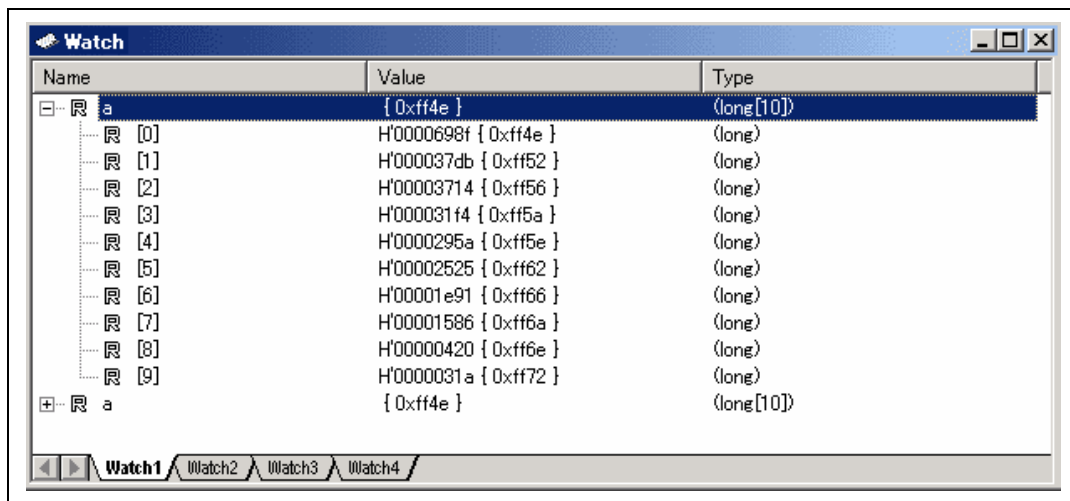 Watch
Name Value Type
R a { 0xff4e } (long[10])
R [0] H'0000698f { 0xff4e } (long)
R [1] H'000037db { 0xff52 } (long)
R [2] H'00003714 { 0xff56 } (long)
R [3] H'000031f4 { 0xff5a } (long)
R [4] H'0000295a { 0xff5e } (long)
R [5] H'00002525 { 0xff62 } (long)
R [6] H'00001e91 { 0xff66 } (long)
R [7] H'00001586 { 0xff6a } (long)
R [8] H'00000420 { 0xff6e } (long)
R [9] H'0000031a { 0xff72 } (long)
R a { 0xff4e } (long[10])
Watch1 Watch2 Watch3 Watch4